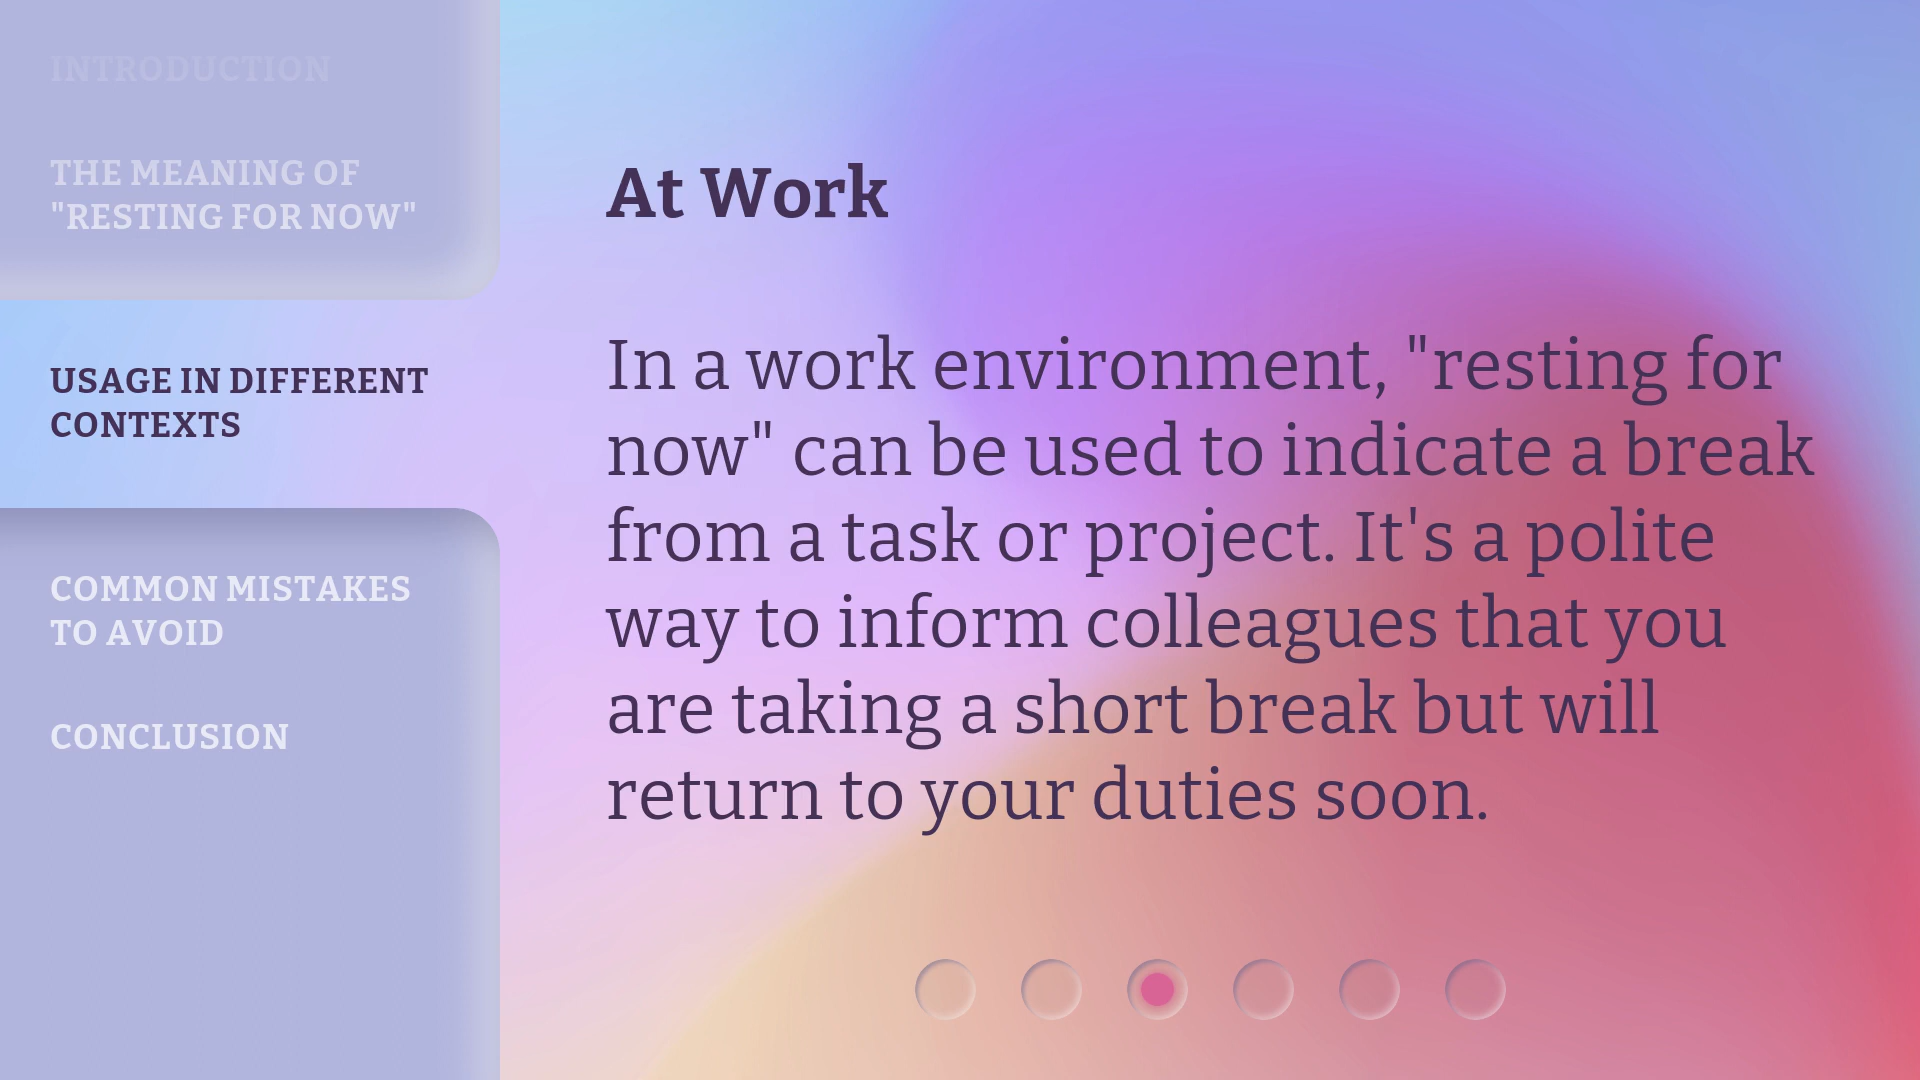 INTRODUCTION
THE MEANING OF
"RESTING FOR NOW"
USAGE IN DIFFERENT
CONTEXTS
COMMON MISTAKES
TO AVOID
CONCLUSION
At Work
In a work environment, "resting for
now" can be used to indicate a break
from a task or project. It's a polite
way to inform colleagues that you
are taking a short break but will
return to your duties soon.